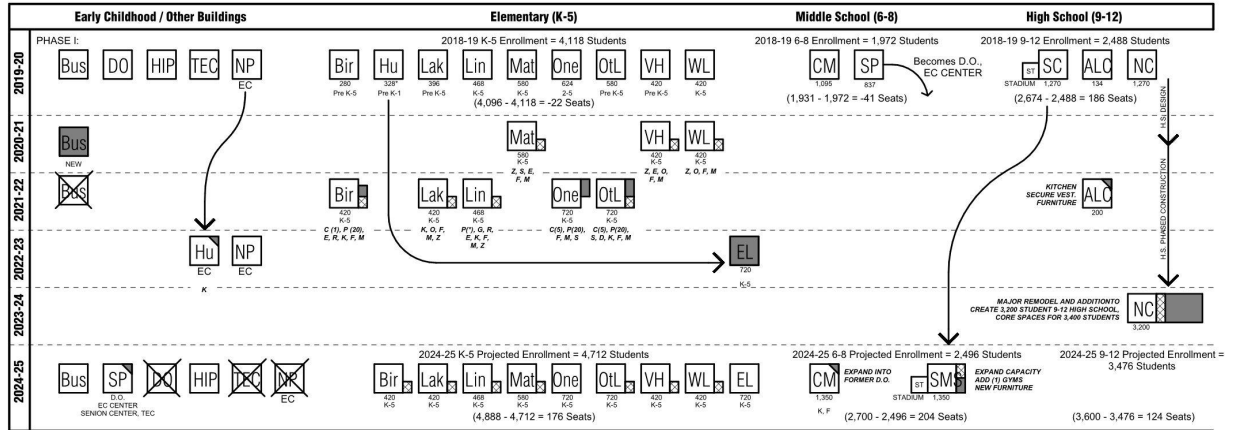 Early Childhood / Other Buildings
Elementary (K-5)
Middle School (6-8)
High School (9-12)
2019-20
PHASE I:
2018-19 K-5 Enrollment = 4,118 Students
2018-19 6-8 Enrollment = 1,972 Students
2018-19 9-12 Enrollment = 2,488 Students
Bus DO HIP TEC NP
EC
Bir Hu Lak Lin Mat One OtL VH WL
280 328* 396 468 580 624 580 420 420
Pre K-5 Pre K-1 Pre K-5 K-5 K-5 2-5 Pre K-5 Pre K-5 K-5
(4,096 - 4,118 = -22 Seats)
CM SP
1,095 837
Becomes D.O.,
EC CENTER
(1,931 - 1,972 = -41 Seats)
ST SC ALC NC
STADIUM 1,270 134 1,270
(2,674 - 2,488 = 186 Seats)
H.S. DESIGN
2020-21
Bus
NEW
Mat VH WL
580 420 420
K-5 K-5 K-5
Z, S, E,
F, M
Z, E, O,
F, M
Z, O, F, M
2021-22
Bus
Bir Lak Lin One OtL
420 420 468 720 720
K-5 K-5 K-5 K-5 K-5
C (1), P (20),
E, R, K, F, M
K, O, F,
M, Z
P(*), G, R,
E, K, F,
M, Z
C(5), P(20),
F, M, S
C(5), P(20),
S, D, K, F, M
KITCHEN
SECURE VEST.
FURNITURE
ALC
200
H.S. PHASED CONSTRUCTION
2022-23
Hu NP
EC EC
K
EL
720
K-5
2023-24
MAJOR REMODEL AND ADDITIONTO
CREATE 3,200 STUDENT 9-12 HIGH SCHOOL,
CORE SPACES FOR 3,400 STUDENTS
NC
3,200
2024-25
2024-25 K-5 Projected Enrollment = 4,712 Students
2024-25 6-8 Projected Enrollment = 2,496 Students
2024-25 9-12 Projected Enrollment =
3,476 Students
Bus SP DO HIP TEC NP
D.O.
EC CENTER
SENION CENTER, TEC
EC
Bir Lak Lin Mat One OtL VH WL EL
420 420 468 580 720 720 420 420 720
K-5 K-5 K-5 K-5 K-5 K-5 K-5 K-5 K-5
(4,888 - 4,712 = 176 Seats)
CM
1,350
K, F
EXPAND INTO
FORMER D.O.
ST SMS
STADIUM 1,350
EXPAND CAPACITY
ADD (1) GYMS
NEW FURNITURE
(2,700 - 2,496 = 204 Seats)
(3,600 - 3,476 = 124 Seats)